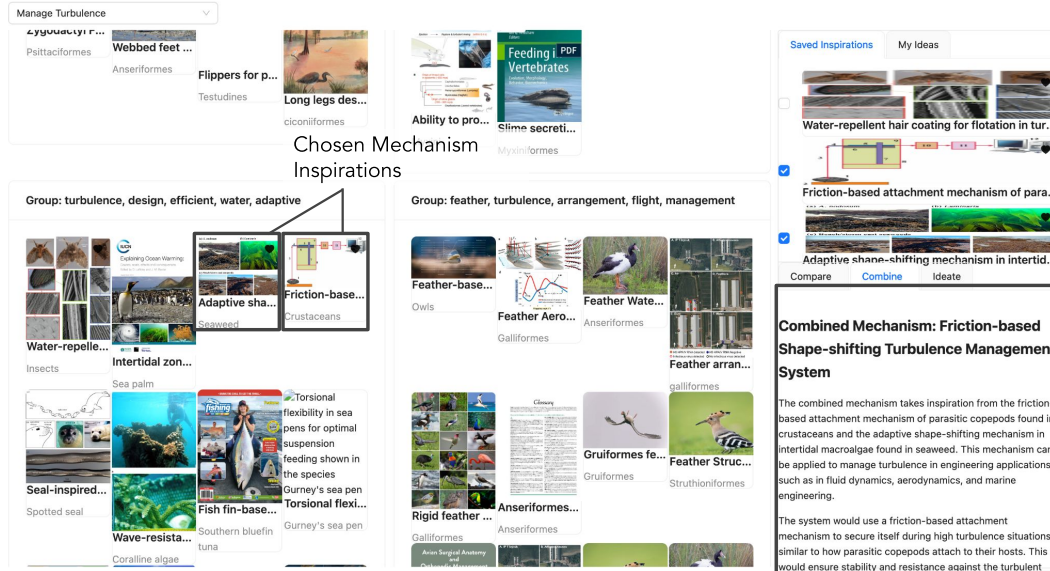 Manage Turbulence
Zygodactyl F...
Psittaciformes
Webbed feet ...
Anseriformes
Flippers for p...
Testudines
Long legs des...
ciconiiformes
Feeding i
PDF
Vertebrates
Ability to pro...
Slime secreti...
Myxiniformes
Chosen Mechanism
Inspirations
Group: turbulence, design, efficient, water, adaptive
IUCN
Explaining Ocean Warming:
Water-repelle...
Insects
Intertidal zon...
Sea palm
Adaptive sha...
Seaweed
Friction-base...
Crustaceans
Seal-inspired...
Spotted seal
Wave-resista...
Coralline algae
fishing
Fish fin-base...
Southern bluefin
tuna
Torsional
flexibility in sea
pens for optimal
suspension
feeding shown in
the species
Gurney's sea pen
Torsional flexi...
Gurney's sea pen
Group: feather, turbulence, arrangement, flight, management
Feather-base...
Owls
Feather Aero...
Galliformes
Feather Wate...
Anseriformes
Feather arran...
galliformes
Rigid feather ...
Galliformes
Glossary
Anseriformes...
Anseriformes
Gruiformes fe...
Gruiformes
Feather Struc...
Struthioniformes
Avian Surgical Anatomy
and
Orthopedic Management
Saved Inspirations
My Ideas
Water-repellent hair coating for flotation in tur.
Friction-based attachment mechanism of para.
Adaptive shape-shifting mechanism in intertid.
Compare
Combine
Ideate
Combined Mechanism: Friction-based
Shape-shifting Turbulence Managemen
System
The combined mechanism takes inspiration from the friction
based attachment mechanism of parasitic copepods found i
crustaceans and the adaptive shape-shifting mechanism in
intertidal macroalgae found in seaweed. This mechanism can
be applied to manage turbulence in engineering applications
such as in fluid dynamics, aerodynamics, and marine
engineering.
The system would use a friction-based attachment
mechanism to secure itself during high turbulence situations
similar to how parasitic copepods attach to their hosts. This
would ensure stability and resistance against the turbulent